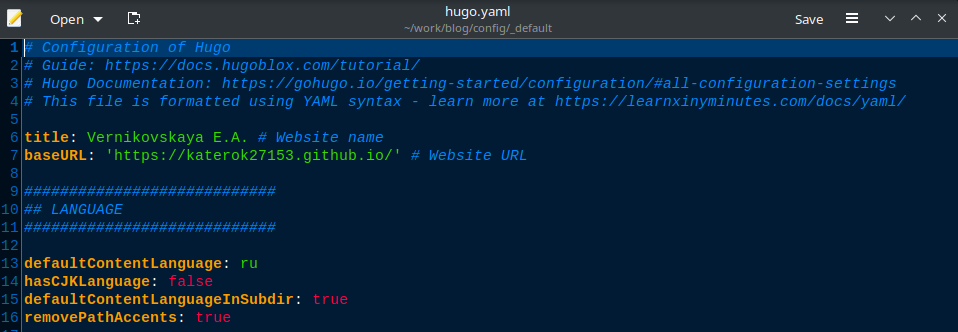 hugo.yaml
Open
~/work/blog/config/_default
Save
1 # Configuration of Hugo
2 # Guide: https://docs.hugoblox.com/tutorial/
3 # Hugo Documentation: https://gohugo.io/getting-started/configuration/#all-configuration-settings
4 # This file is formatted using YAML syntax - learn more at https://learnxinyminutes.com/docs/yaml/
5
6 title: Vernikovskaya E.A. # Website name
7 baseURL: 'https://katerok27153.github.io/' # Website URL
8
9 ############################
10 ## LANGUAGE
11 ############################
12
13 defaultContentLanguage: ru
14 hasCJKLanguage: false
15 defaultContentLanguageInSubdir: true
16 removePathAccents: true